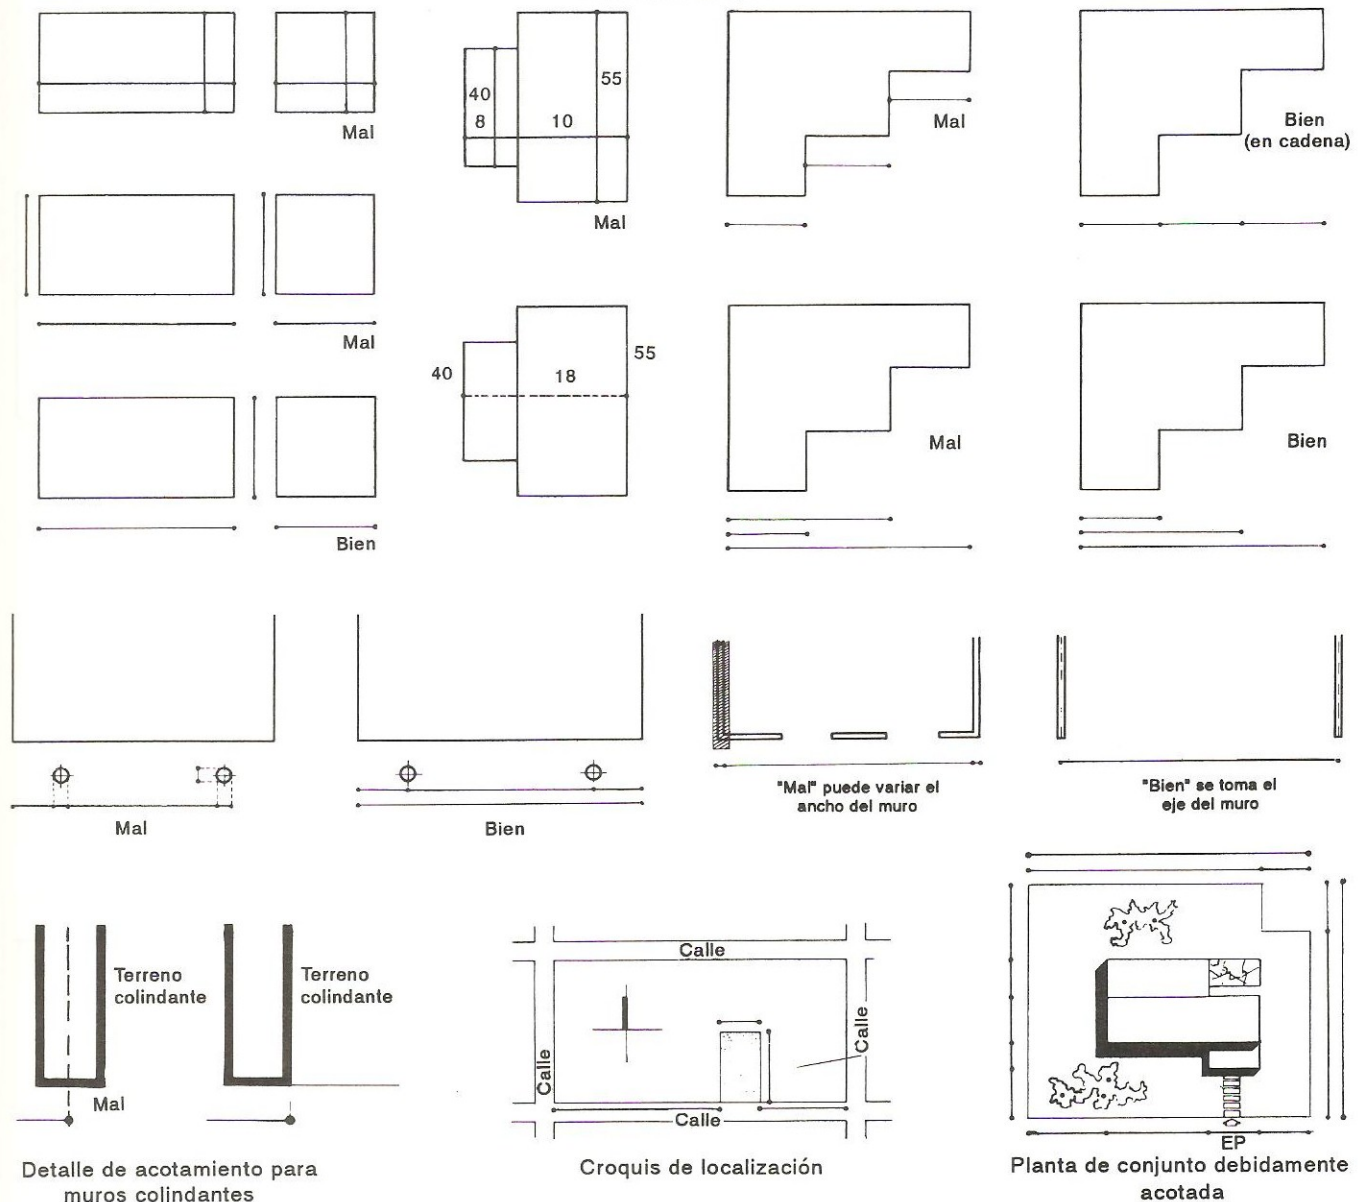 Mal
40
8
10
55
Mal
Mal
Bien
(en cadena)
Mal
40
18
55
Mal
Bien
Bien
Mal
Bien
"Mal" puede variar el
ancho del muro
"Bien" se toma el
eje del muro
Terreno
colindante
Mal
Terreno
colindante
Detalle de acotamiento para
muros colindantes
Calle
Calle
Calle
Calle
Croquis de localización
EP
Planta de conjunto debidamente
acotada